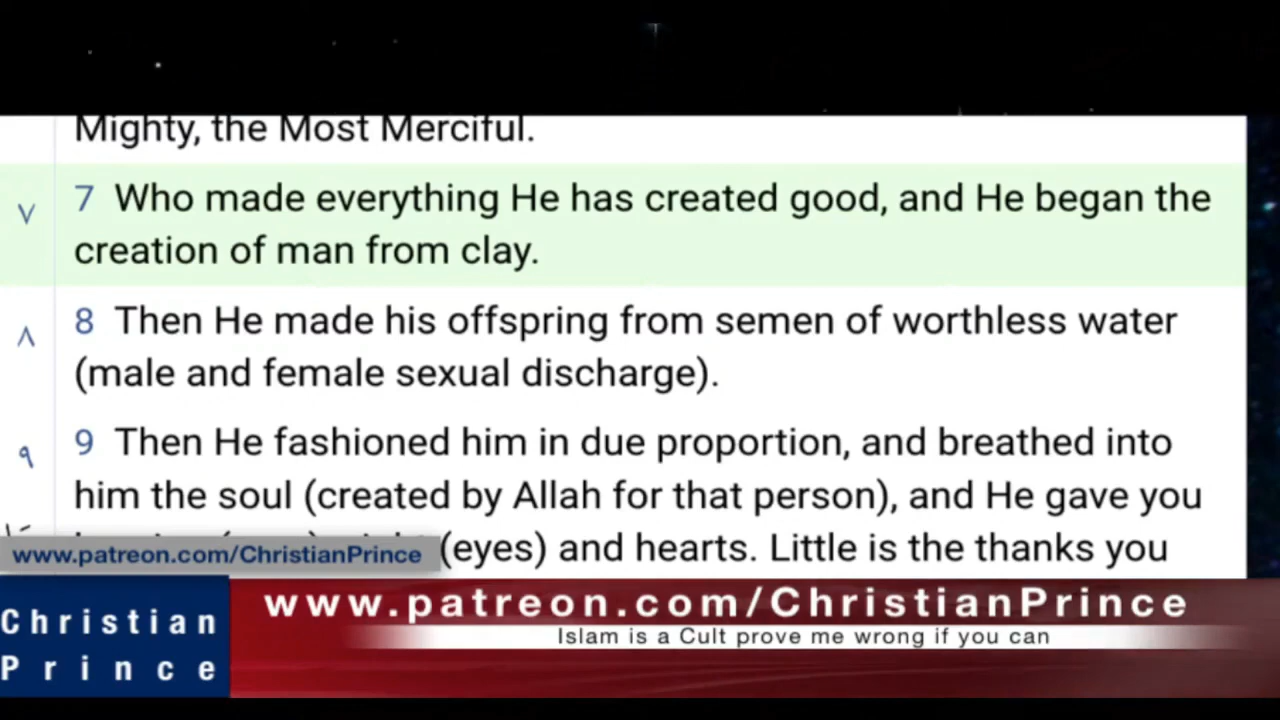 Mighty, the Most Merciful.
٧ 7 Who made everything He has created good, and He began the
creation of man from clay.
٨ 8 Then He made his offspring from semen of worthless water
(male and female sexual discharge).
٩ 9 Then He fashioned him in due proportion, and breathed into
him the soul (created by Allah for that person), and He gave you
(eyes) and hearts. Little is the thanks you
www.patreon.com/ChristianPrince
Christian
Prince
www.patreon.com/ChristianPrince
Islam is a Cult prove me wrong if you can